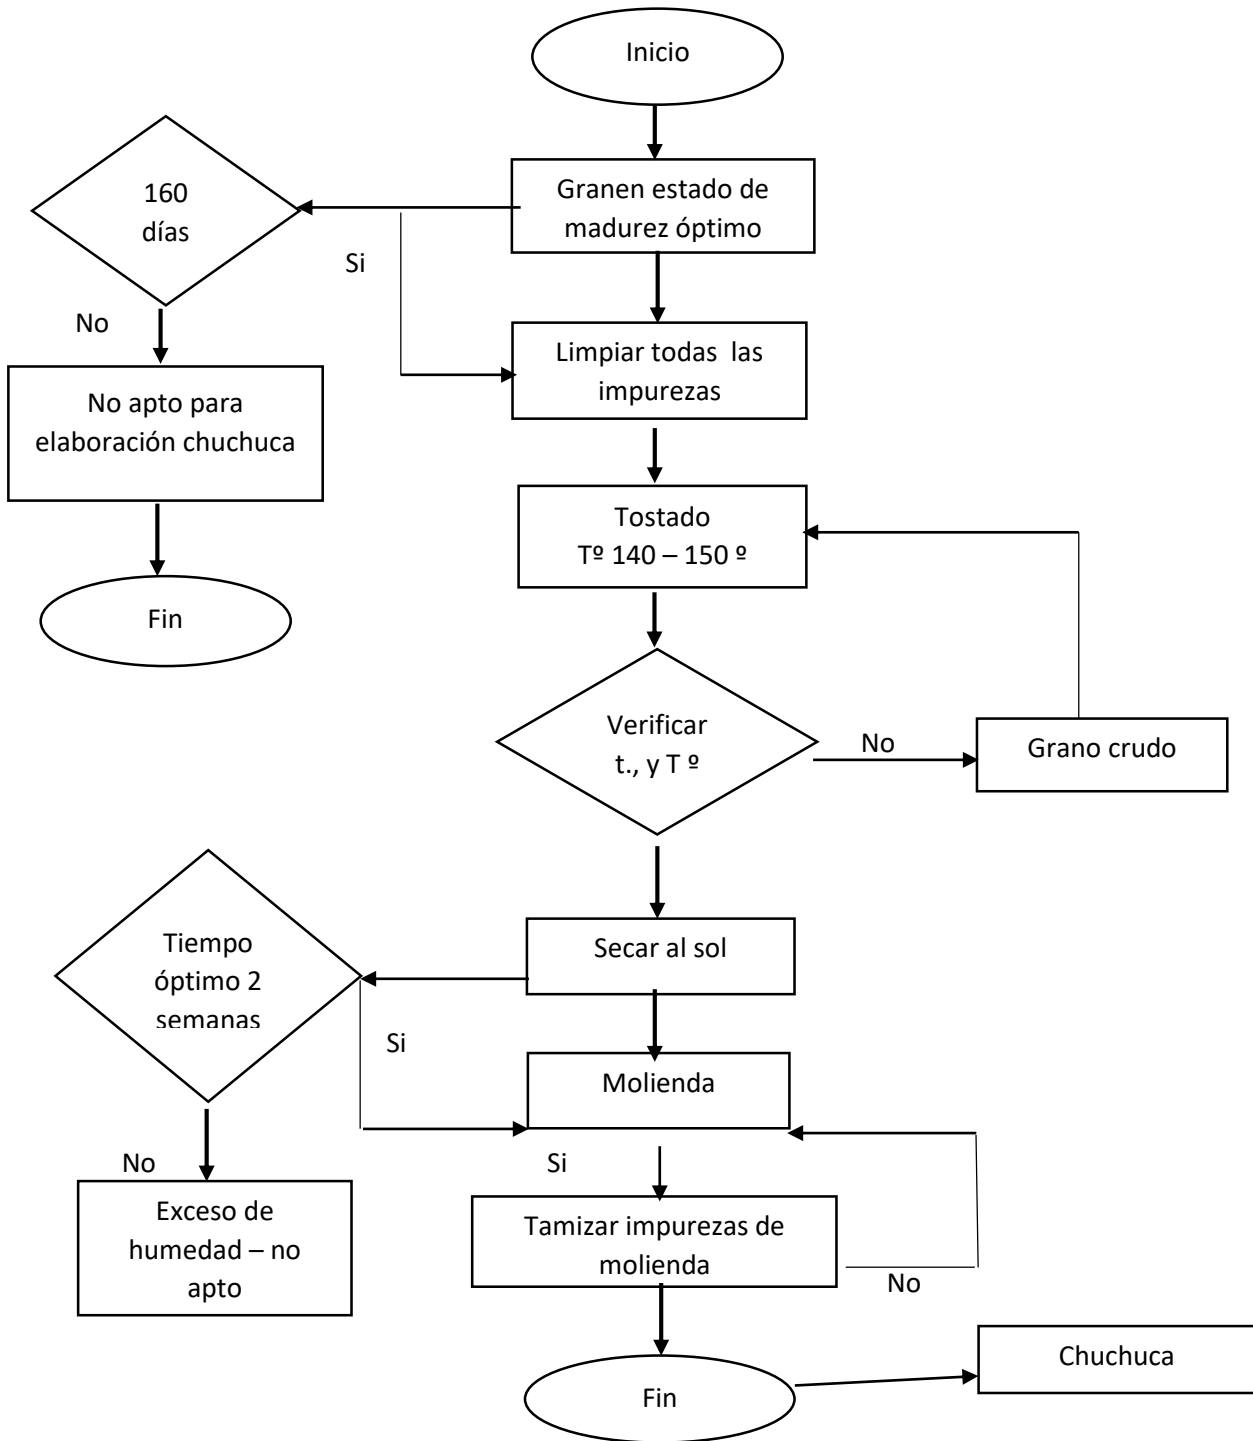 Inicio
160
días
Granen estado de
madurez óptimo
Si
No
Limpiar todas las
impurezas
No apto para
elaboración chuchuca
Tostado
Tº 140 – 150 º
Fin
Verificar
t., y T º
No
Grano crudo
Tiempo
óptimo 2
semanas
Secar al sol
Si
Molienda
No
Si
Exceso de
humedad – no
apto
Tamizar impurezas de
molienda
No
Chuchuca
Fin